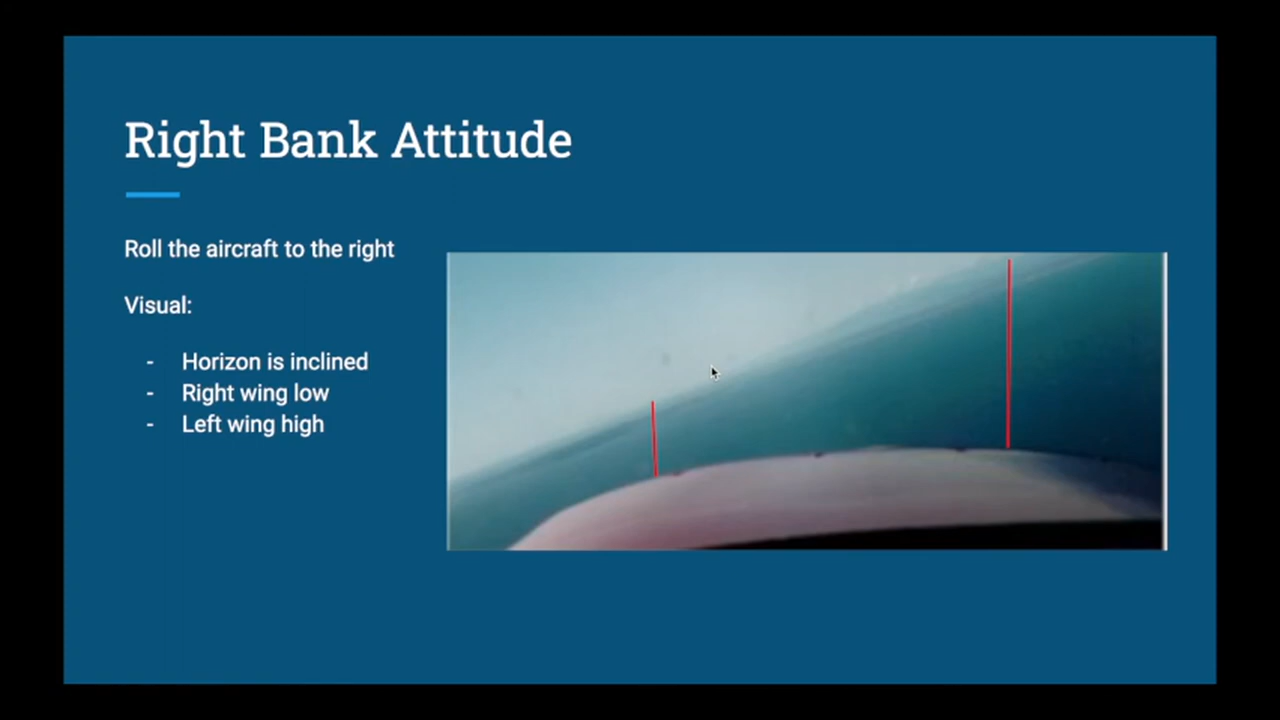 Right Bank Attitude
Roll the aircraft to the right
Visual:
- Horizon is inclined
- Right wing low
- Left wing high